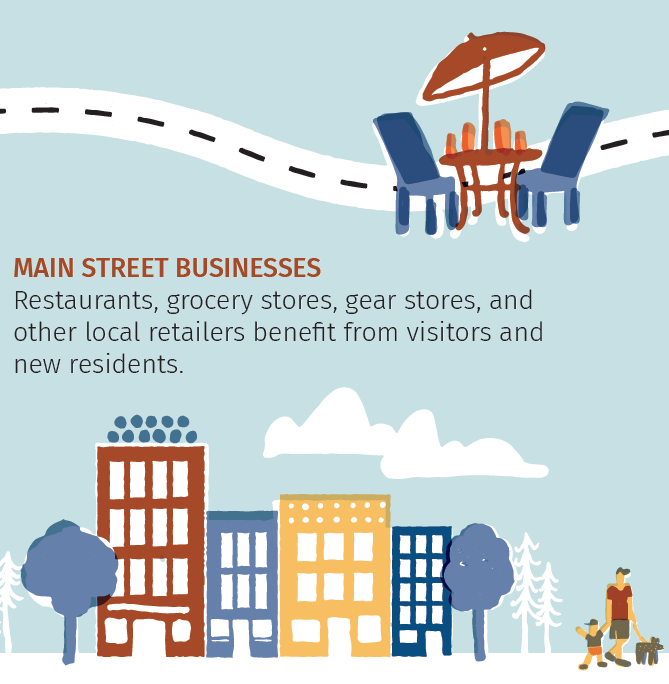 MAIN STREET BUSINESSES
Restaurants, grocery stores, gear stores, and
other local retailers benefit from visitors and
new residents.